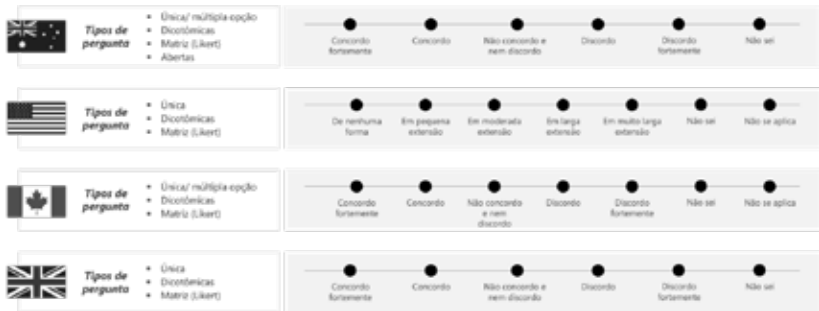 Tipos de pergunta
• Única/ múltipla opção
• Dicotômicas
• Matriz (Likert)
• Abertas
Concordo fortemente
Concordo
Não concordo e nem discordo
Discordo
Discordo fortemente
Não sei
Tipos de pergunta
• Única
• Dicotômicas
• Matriz (Likert)
De nenhuma forma
Em pequena extensão
Em moderada extensão
Em larga extensão
Em muito larga extensão
Não sei
Não se aplica
Tipos de pergunta
• Única/ múltipla opção
• Dicotômicas
• Matriz (Likert)
Concordo fortemente
Concordo
Não concordo e nem discordo
Discordo
Discordo fortemente
Não sei
Não se aplica
Tipos de pergunta
• Única
• Dicotômicas
• Matriz (Likert)
Concordo fortemente
Concordo
Não concordo e nem discordo
Discordo
Discordo fortemente
Não sei